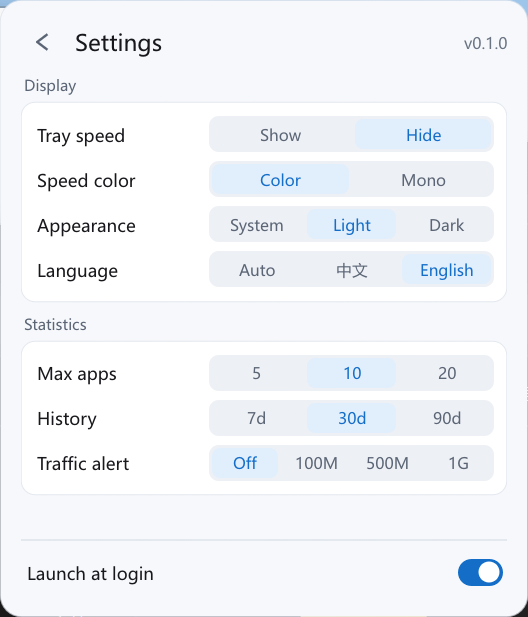 Settings v0.1.0
Display
Tray speed Show Hide
Speed color Color Mono
Appearance System Light Dark
Language Auto 中文 English
Statistics
Max apps 5 10 20
History 7d 30d 90d
Traffic alert Off 100M 500M 1G
Launch at login